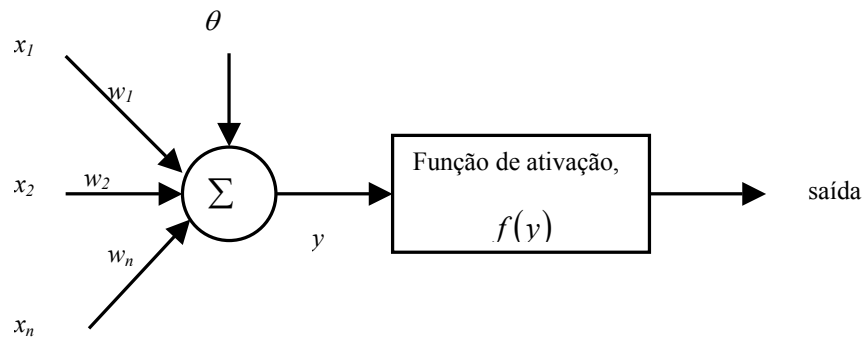 θ
x1
w1
x2
w2
∑
y
Função de ativação,
f(y)
saída
wn
xn